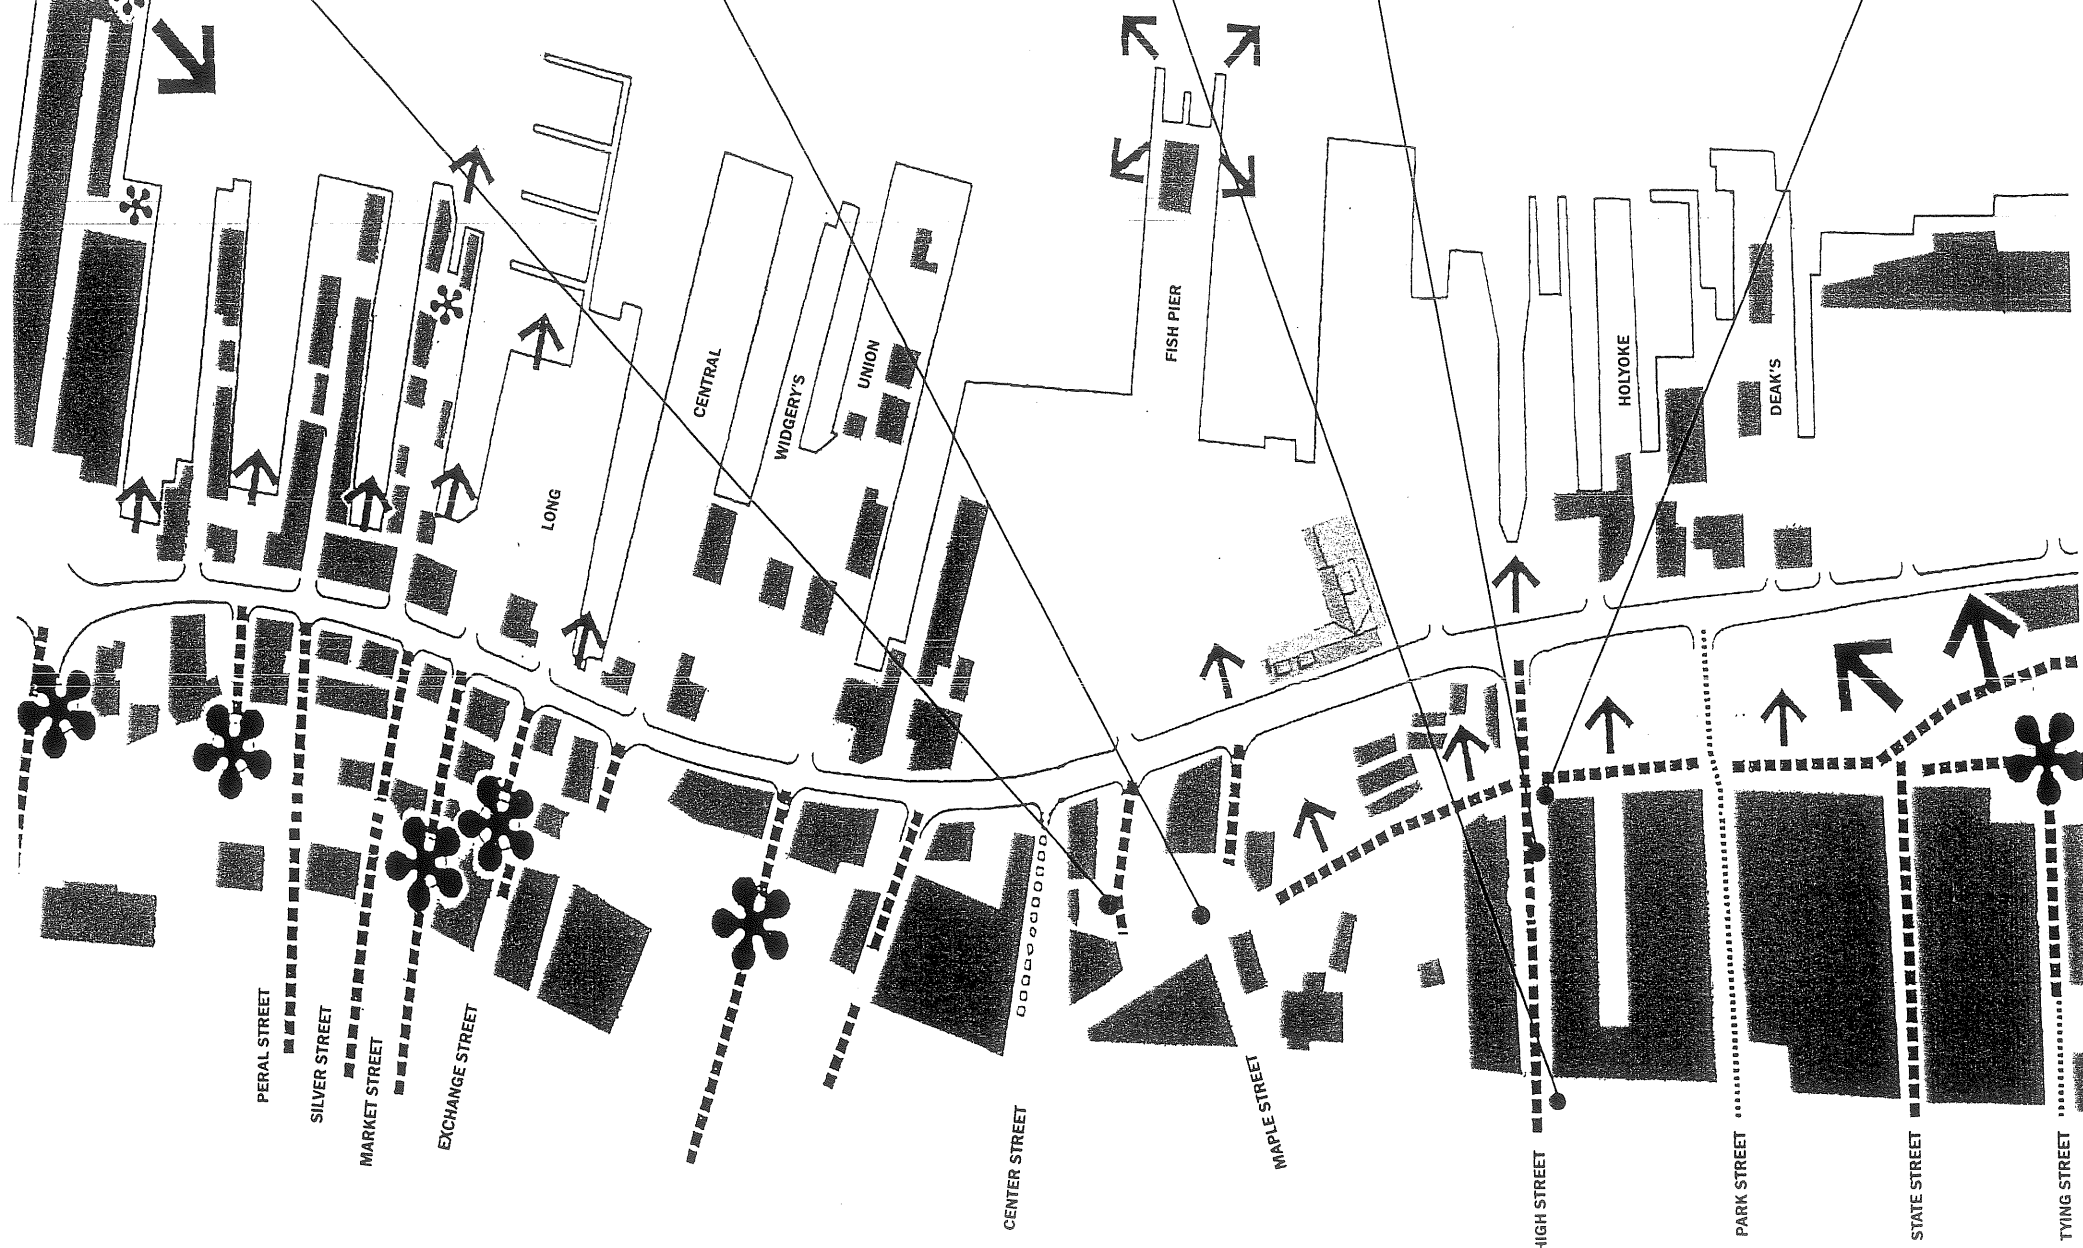 FISH PIER
CENTRAL
WIDGERY'S
UNION
HOLYOKE
DEAK'S
LONG
PERAL STREET
SILVER STREET
MARKET STREET
EXCHANGE STREET
CENTER STREET
MAPLE STREET
HIGH STREET
PARK STREET
STATE STREET
TYING STREET